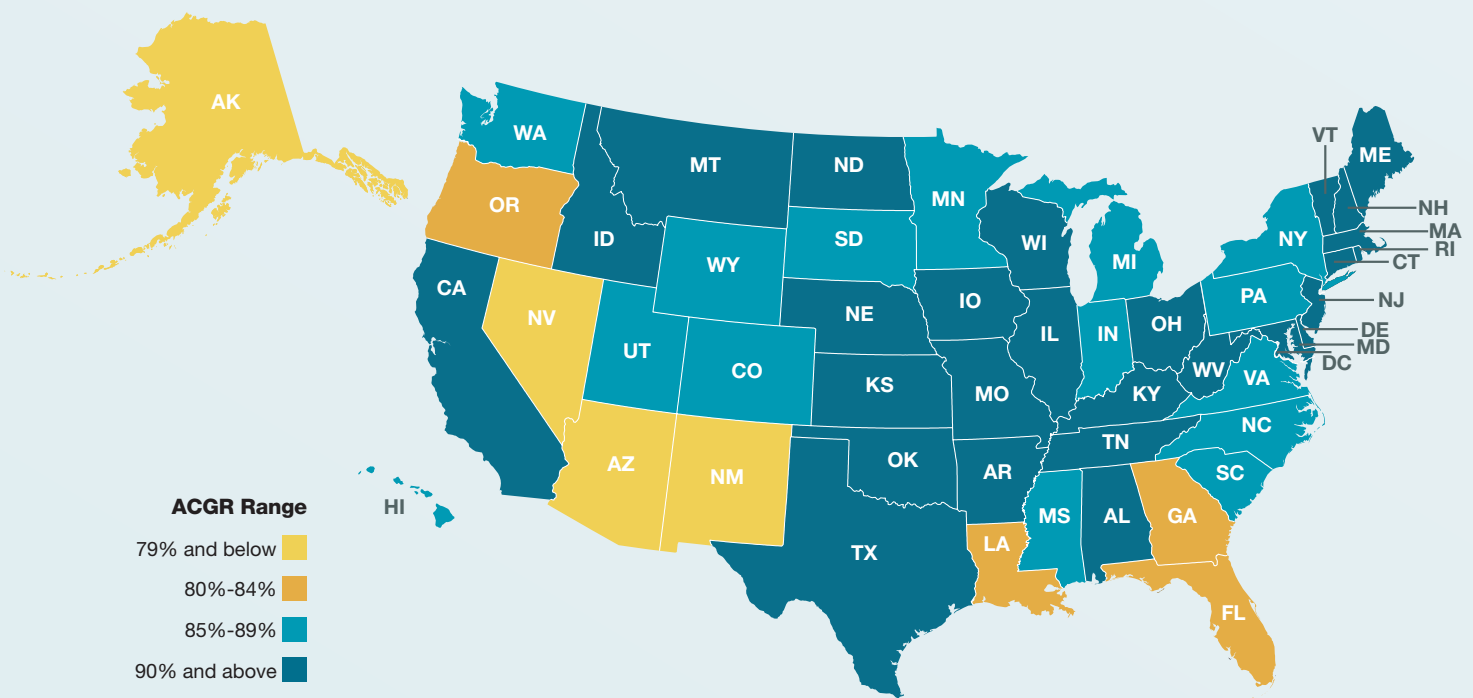 AK
WA
MT
ND
MN
VT
ME
OR
ID
WY
SD
WI
MI
NY
NH
MA
RI
CT
CA
NV
UT
CO
NE
IO
IL
IN
OH
PA
NJ
DE
MD
DC
KS
MO
KY
WV
VA
AZ
NM
OK
AR
TN
NC
SC
TX
LA
MS
AL
GA
FL
HI
ACGR Range
79% and below
80%-84%
85%-89%
90% and above